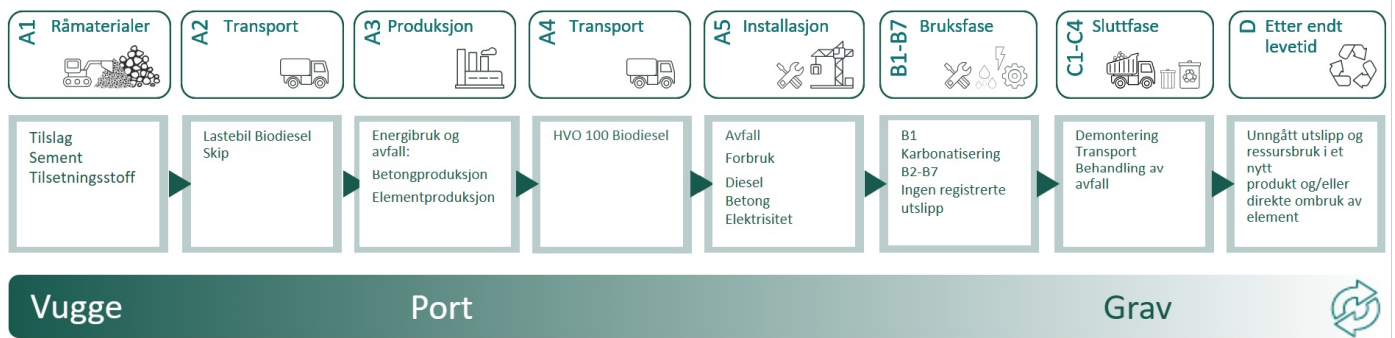 A1 Råmaterialer
A2 Transport
A3 Produksjon
A4 Transport
A5 Installasjon
B1-B7 Bruksfase
C1-C4 Sluttfase
D Etter endt
levetid
Tilslag
Sement
Tilsetningsstoff
Lastebil Biodiesel
Skip
Energibruk og
avfall:
Betongproduksjon
Elementproduksjon
HVO 100 Biodiesel
Avfall
Forbruk
Diesel
Betong
Elektrisitet
B1
Karbonatisering
B2-B7
Ingen registrerte
utslipp
Demontering
Transport
Behandling av
avfall
Unngått utslipp og
ressursbruk i et
nytt
produkt og/eller
direkte ombruk av
element
Vugge
Port
Grav